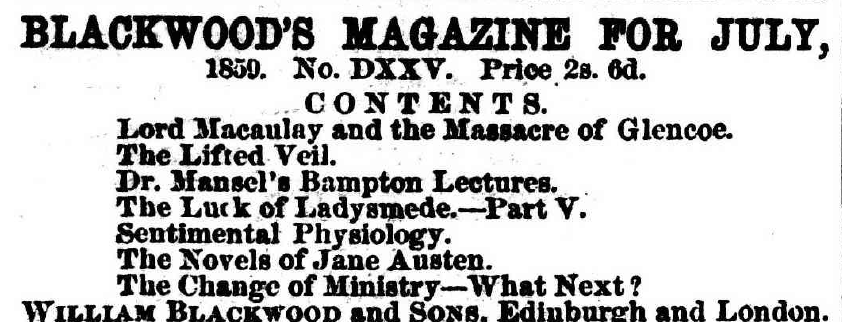 BLACKWOOD'S MAGAZINE FOR JULY,
1859. No. DXXV. Price 2s. 6d.
CONTENTS.
Lord Macaulay and the Massacre of Glencoe.
The Lifted Veil.
Dr. Mansel's Bampton Lectures.
The Luck of Ladysmede.—Part V.
Sentimental Physiology.
The Novels of Jane Austen.
The Change of Ministry—What Next?
WILLIAM BLACKWOOD and SONS, Edinburgh and London.